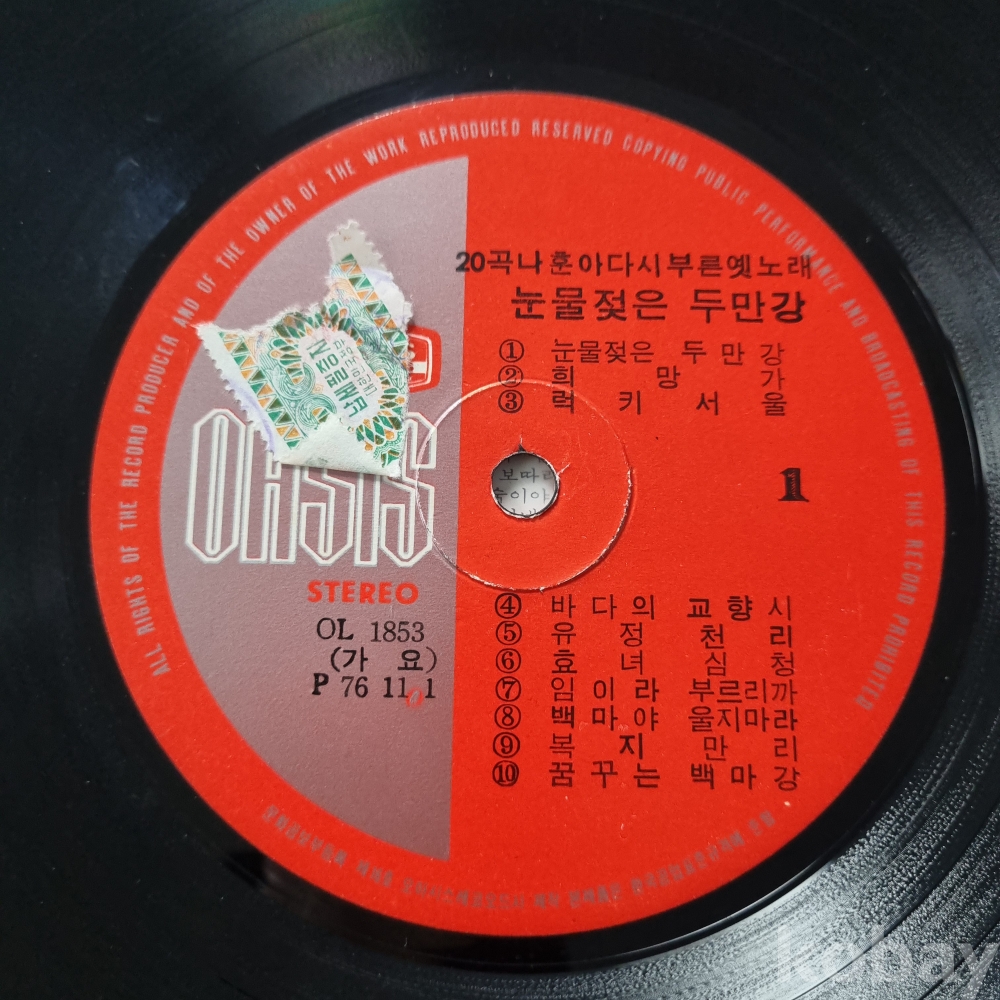 ALL RIGHTS OF THE RECORD PRODUCER AND OF THE OWNER OF THE WORK REPRODUCED RESERVED COPYING PUBLIC PERFORMANCE AND BROADCASTING OF THIS RECORD PROHIBITED
20곡나훈아다시부른옛노래
눈물젖은 두만강
① 눈물젖은 두만강
② 희망가
③ 럭키서울
OASIS
STEREO
1
보따
이아
OL 1853
(가요)
P 76 11 1
④ 바다의 교향시
⑤ 유정천리
⑥ 효녀심청
⑦ 임이라 부르리까
⑧ 백마야 울지마라
⑨ 복지만리
⑩ 꿈꾸는 백마강
kobay